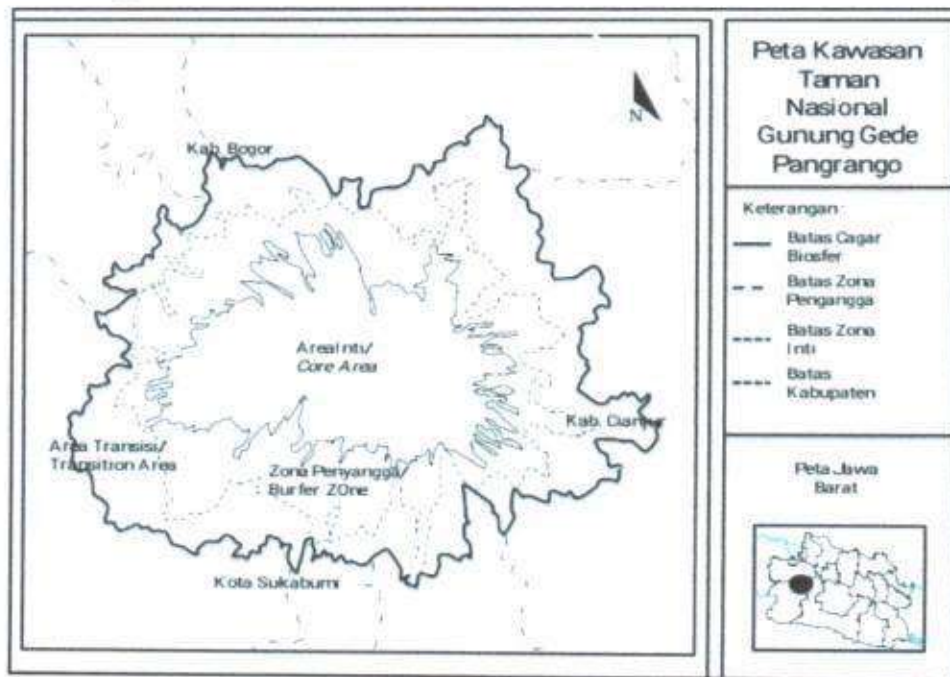 Peta Kawasan
Taman
Nasional
Gunung Gede
Pangrango
Keterangan:
Batas Cagar
Biosfer
Batas Zona
Pengangga
Batas Zona
Inti
Batas
Kabupaten
Peta Jawa
Barat
N
Kab. Bogor
Area Inti/
Core Area
Kab. Cianjur
Area Transisi/
Transition Area
Zona Penyangga/
Burfer ZOne
Kota Sukabumi